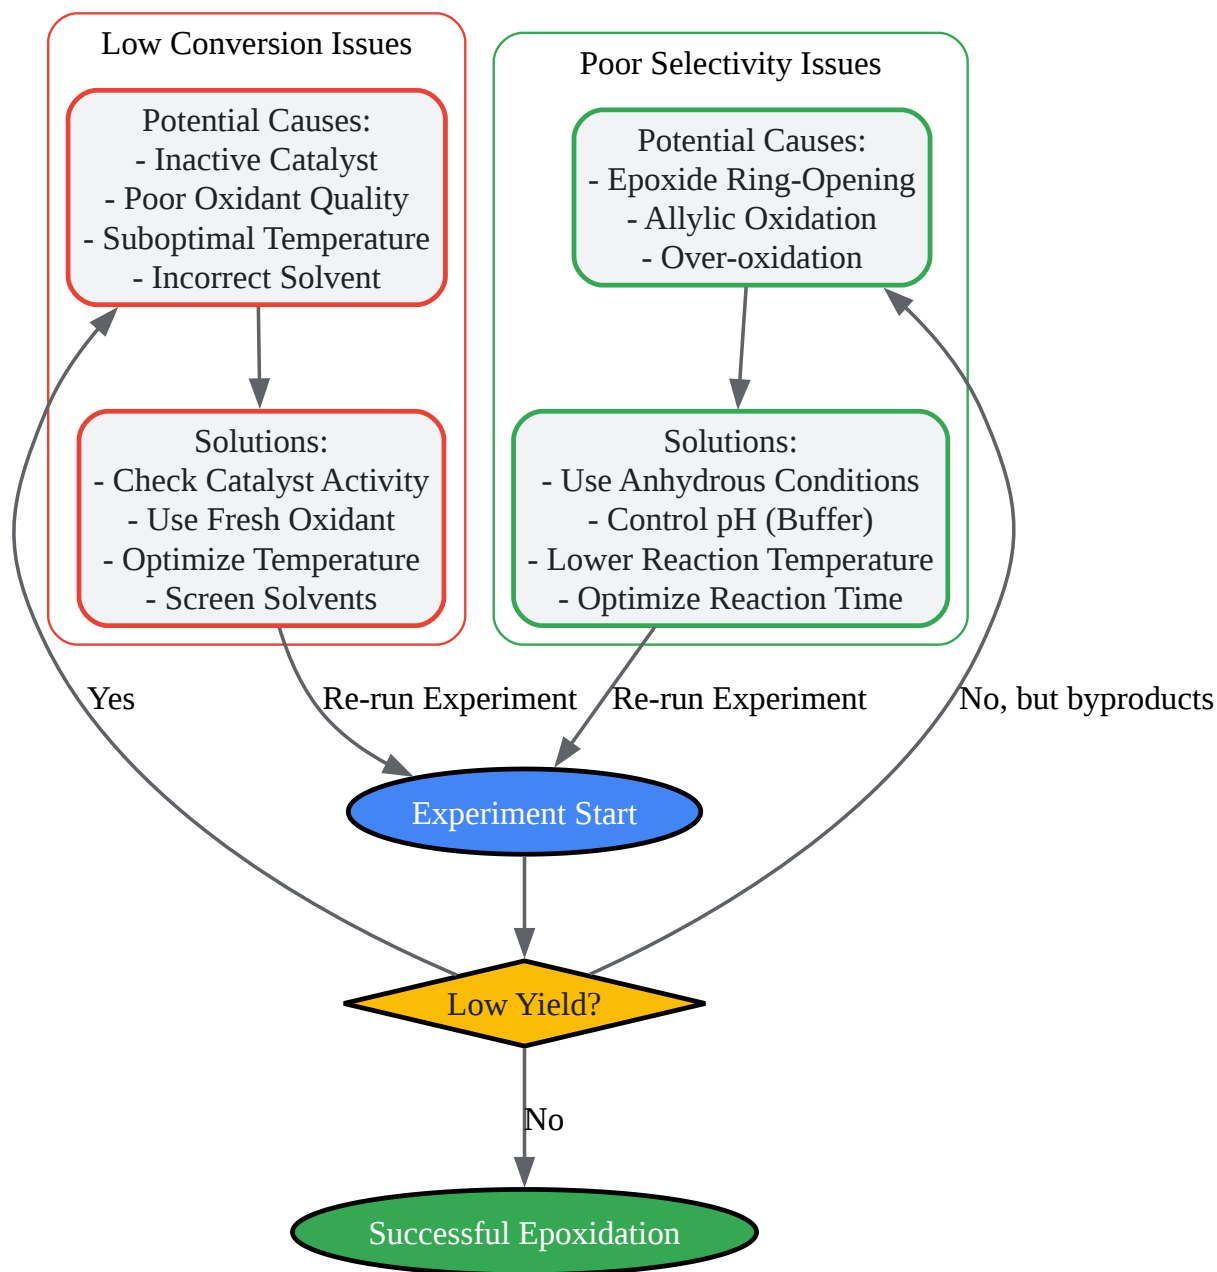 Low Conversion Issues
Potential Causes:
- Inactive Catalyst
- Poor Oxidant Quality
- Suboptimal Temperature
- Incorrect Solvent
Solutions:
- Check Catalyst Activity
- Use Fresh Oxidant
- Optimize Temperature
- Screen Solvents
Poor Selectivity Issues
Potential Causes:
- Epoxide Ring-Opening
- Allylic Oxidation
- Over-oxidation
Solutions:
- Use Anhydrous Conditions
- Control pH (Buffer)
- Lower Reaction Temperature
- Optimize Reaction Time
Yes
Re-run Experiment
Re-run Experiment
No, but byproducts
Experiment Start
Low Yield?
No
Successful Epoxidation